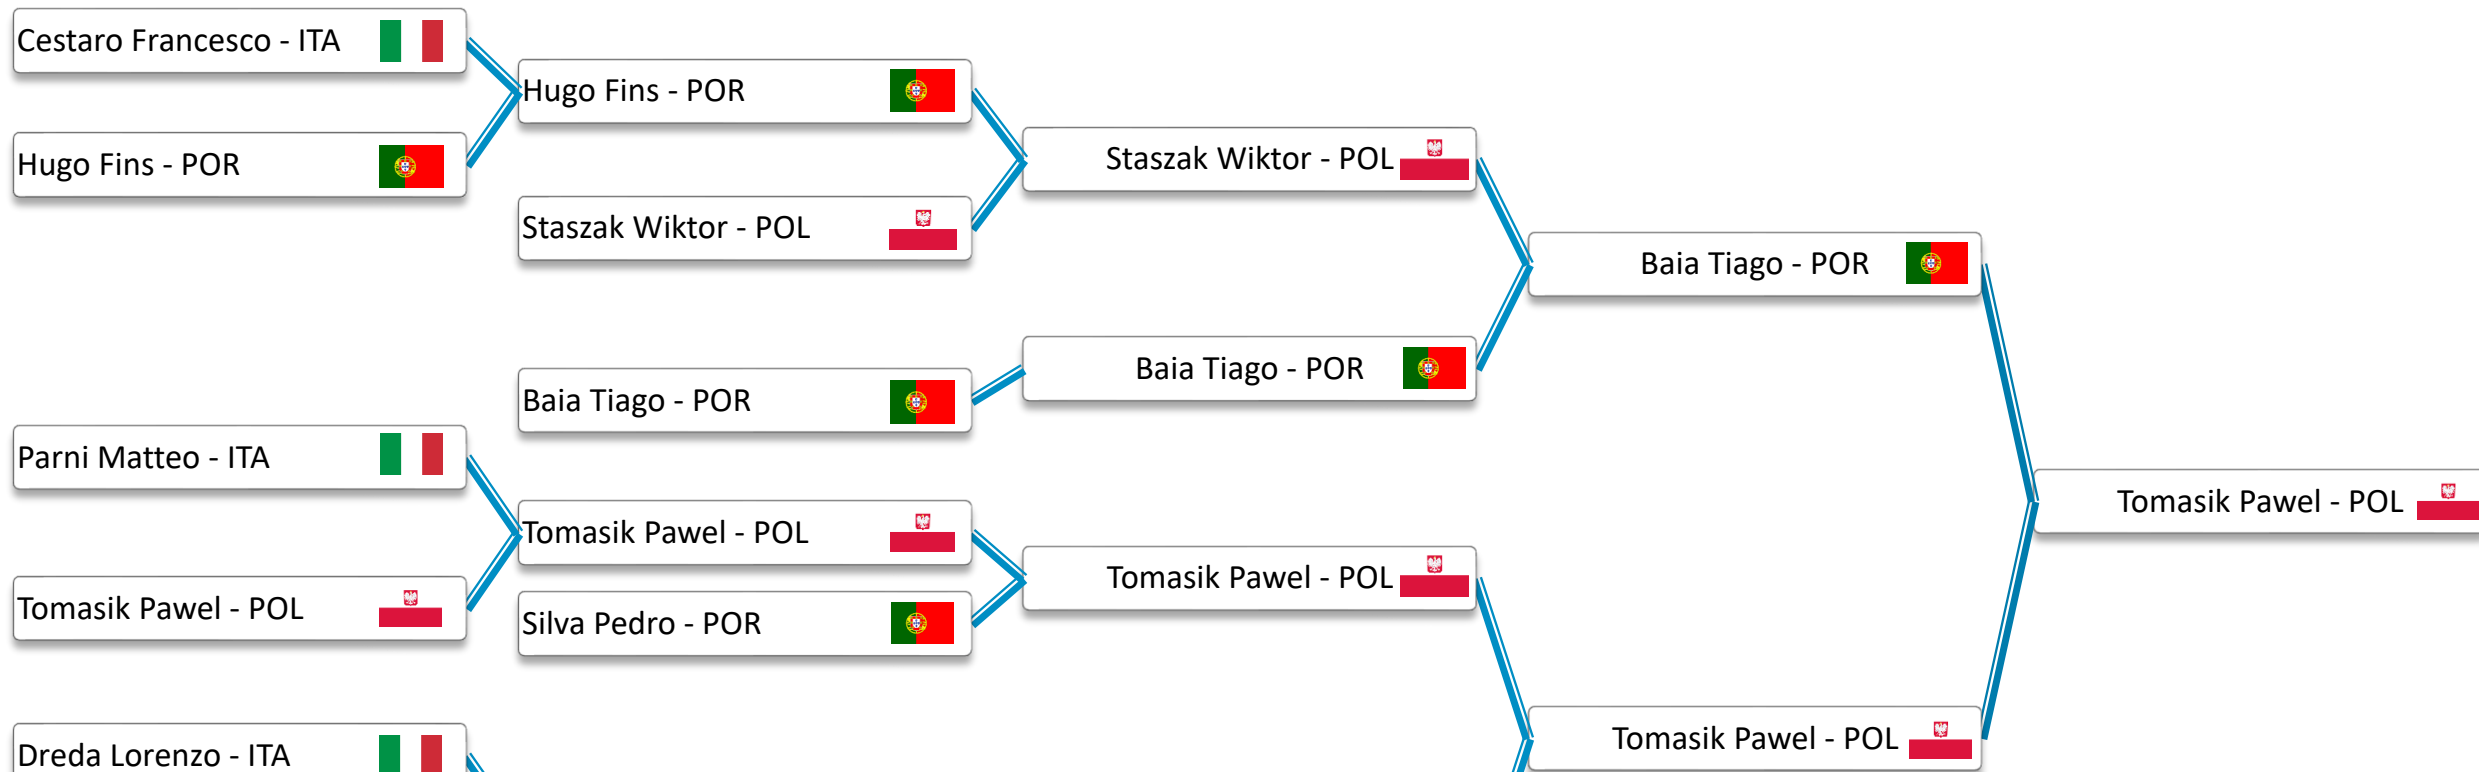 Cestaro Francesco - ITA
Hugo Fins - POR
Hugo Fins - POR
Staszak Wiktor - POL
Staszak Wiktor - POL
Baia Tiago - POR
Baia Tiago - POR
Baia Tiago - POR
Parni Matteo - ITA
Tomasik Pawel - POL
Tomasik Pawel - POL
Tomasik Pawel - POL
Tomasik Pawel - POL
Silva Pedro - POR
Tomasik Pawel - POL
Dreda Lorenzo - ITA